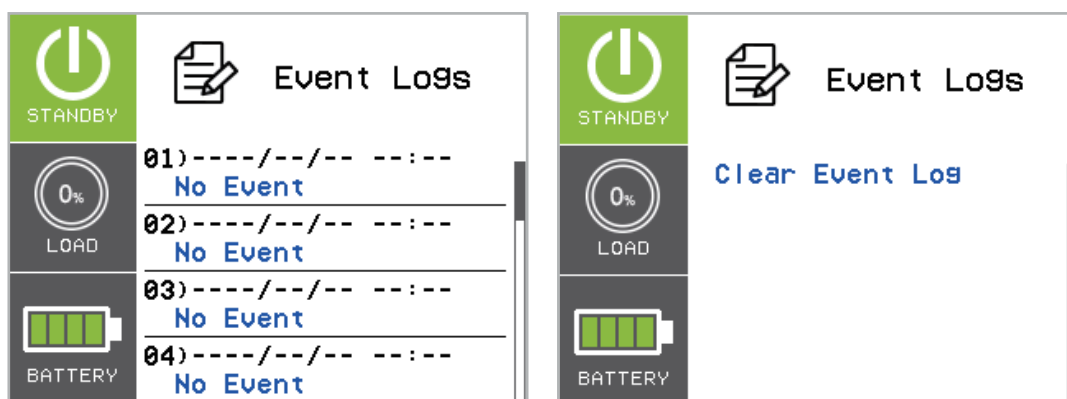 STANDBY
Event Logs
0%
LOAD
BATTERY
01)----/--/-- --:--
No Event
02)----/--/-- --:--
No Event
03)----/--/-- --:--
No Event
04)----/--/-- --:--
No Event
STANDBY
Event Logs
0%
LOAD
BATTERY
Clear Event Log